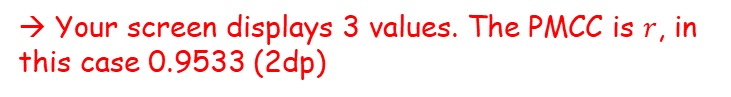 → Your screen displays 3 values. The PMCC is r, in
this case 0.9533 (2dp)